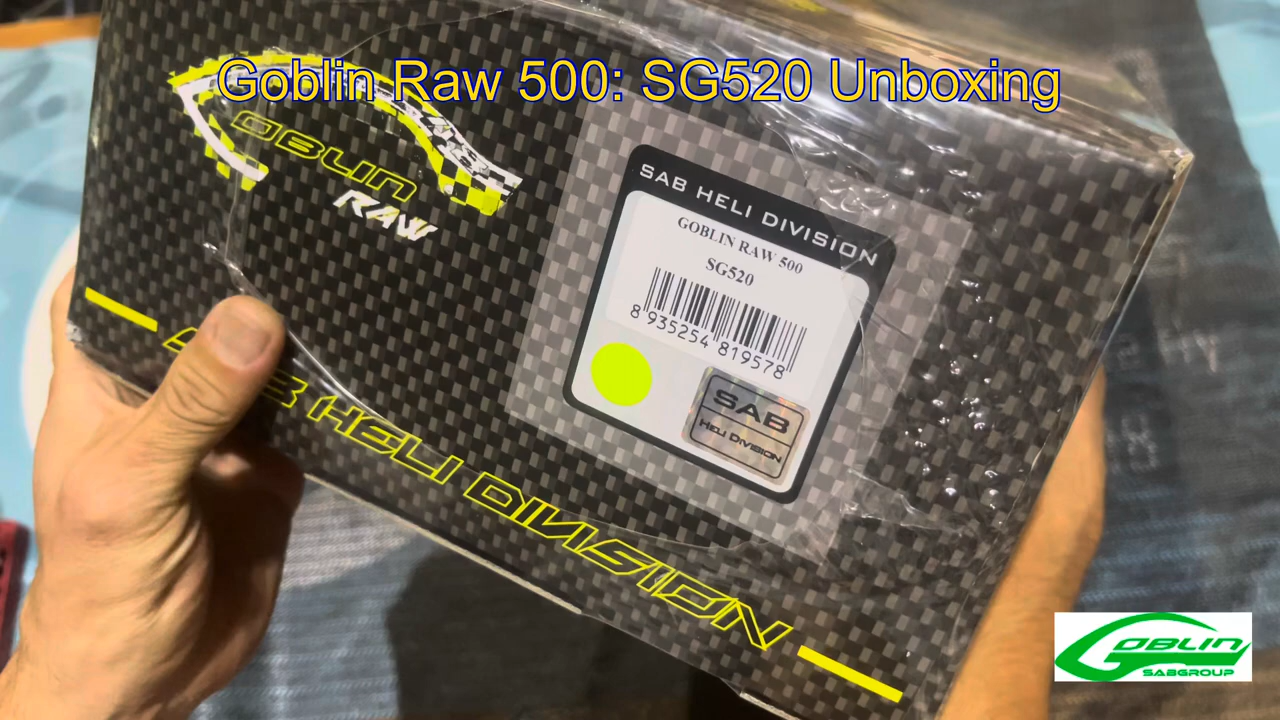 Goblin Raw 500: SG520 Unboxing
GOBLIN
RAW
SAB HELI DIVISION
GOBLIN RAW 500
SG520
8 935254 819578
SAB
HELI DIVISION
SAB HELI DIVISION
GOBLIN
SABGROUP